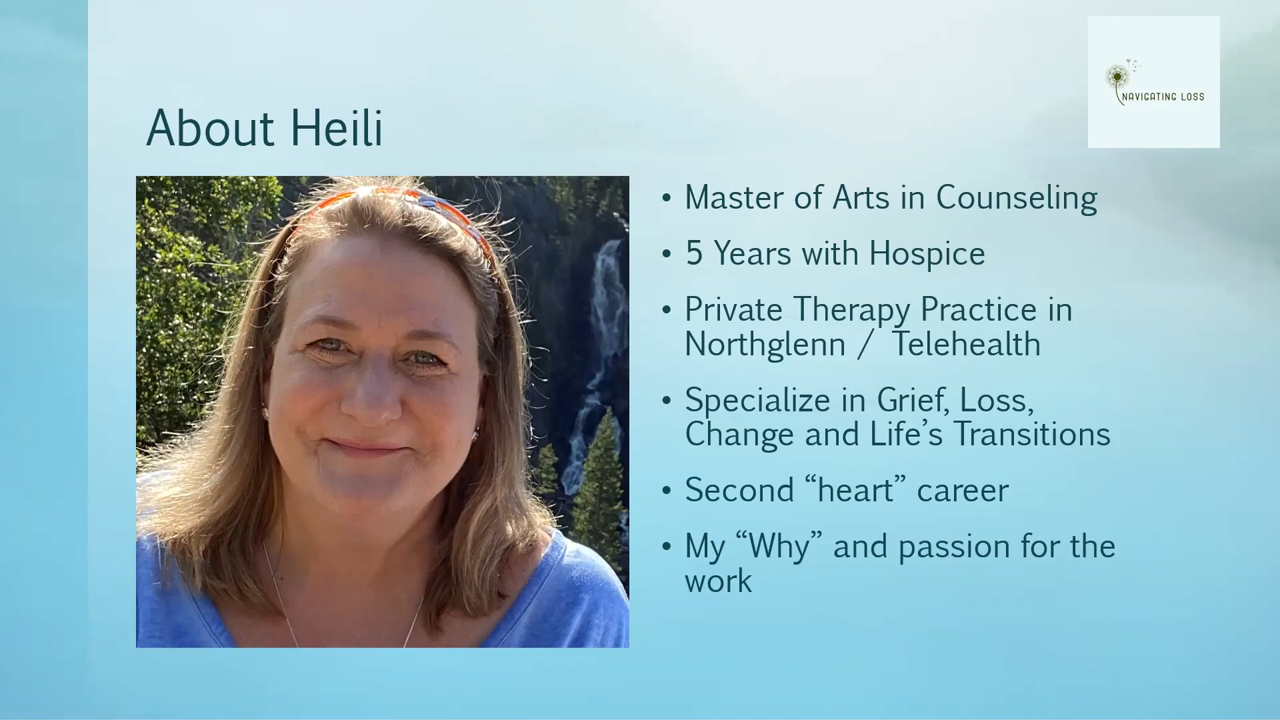 NAVIGATING LOSS
About Heili
• Master of Arts in Counseling
• 5 Years with Hospice
• Private Therapy Practice in
Northglenn / Telehealth
• Specialize in Grief, Loss,
Change and Life’s Transitions
• Second “heart” career
• My “Why” and passion for the
work